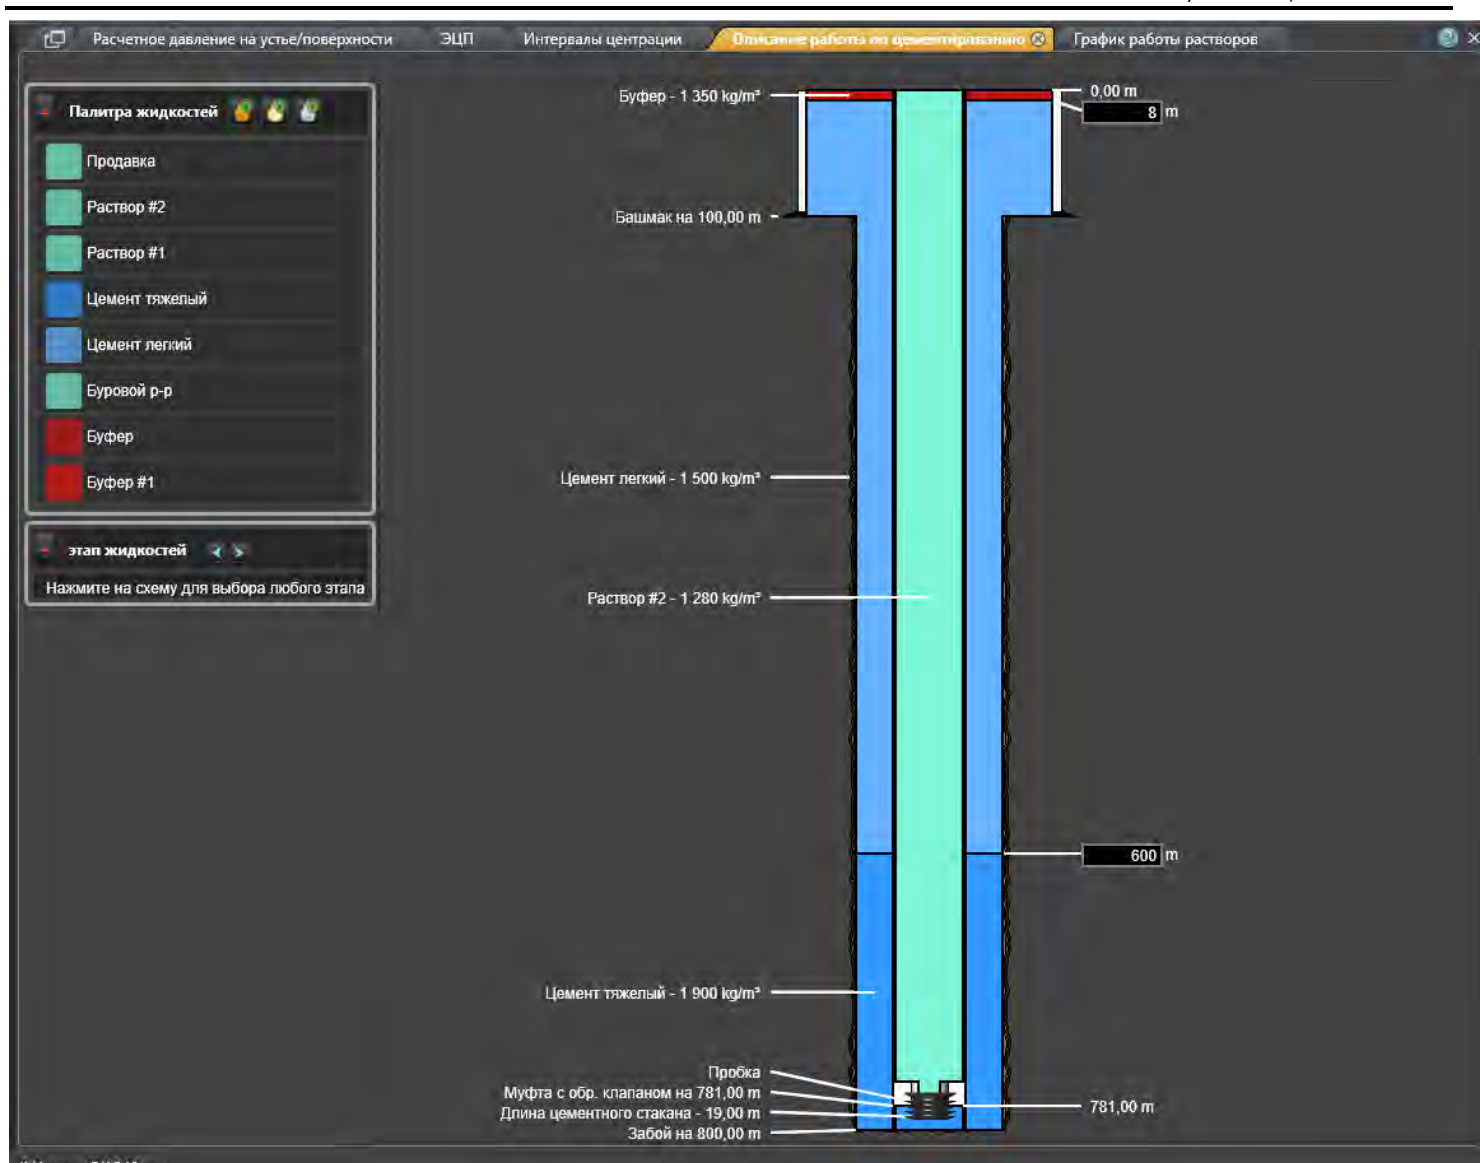 Расчетное давление на устье/поверхности ЭЦП Интервалы центрации Описание работы по цементированию График работы растворов
Палитра жидкостей
Продавка
Раствор #2
Раствор #1
Цемент тяжелый
Цемент легкий
Буровой р-р
Буфер
Буфер #1
этап жидкостей
Нажмите на схему для выбора любого этапа
Буфер - 1 350 kg/m³
0,00 m
8 m
Башмак на 100,00 m
Цемент легкий - 1 500 kg/m³
Раствор #2 - 1 280 kg/m³
600 m
Цемент тяжелый - 1 900 kg/m³
Пробка
Муфта с обр. клапаном на 781,00 m
781,00 m
Длина цементного стакана - 19,00 m
Забой на 800,00 m